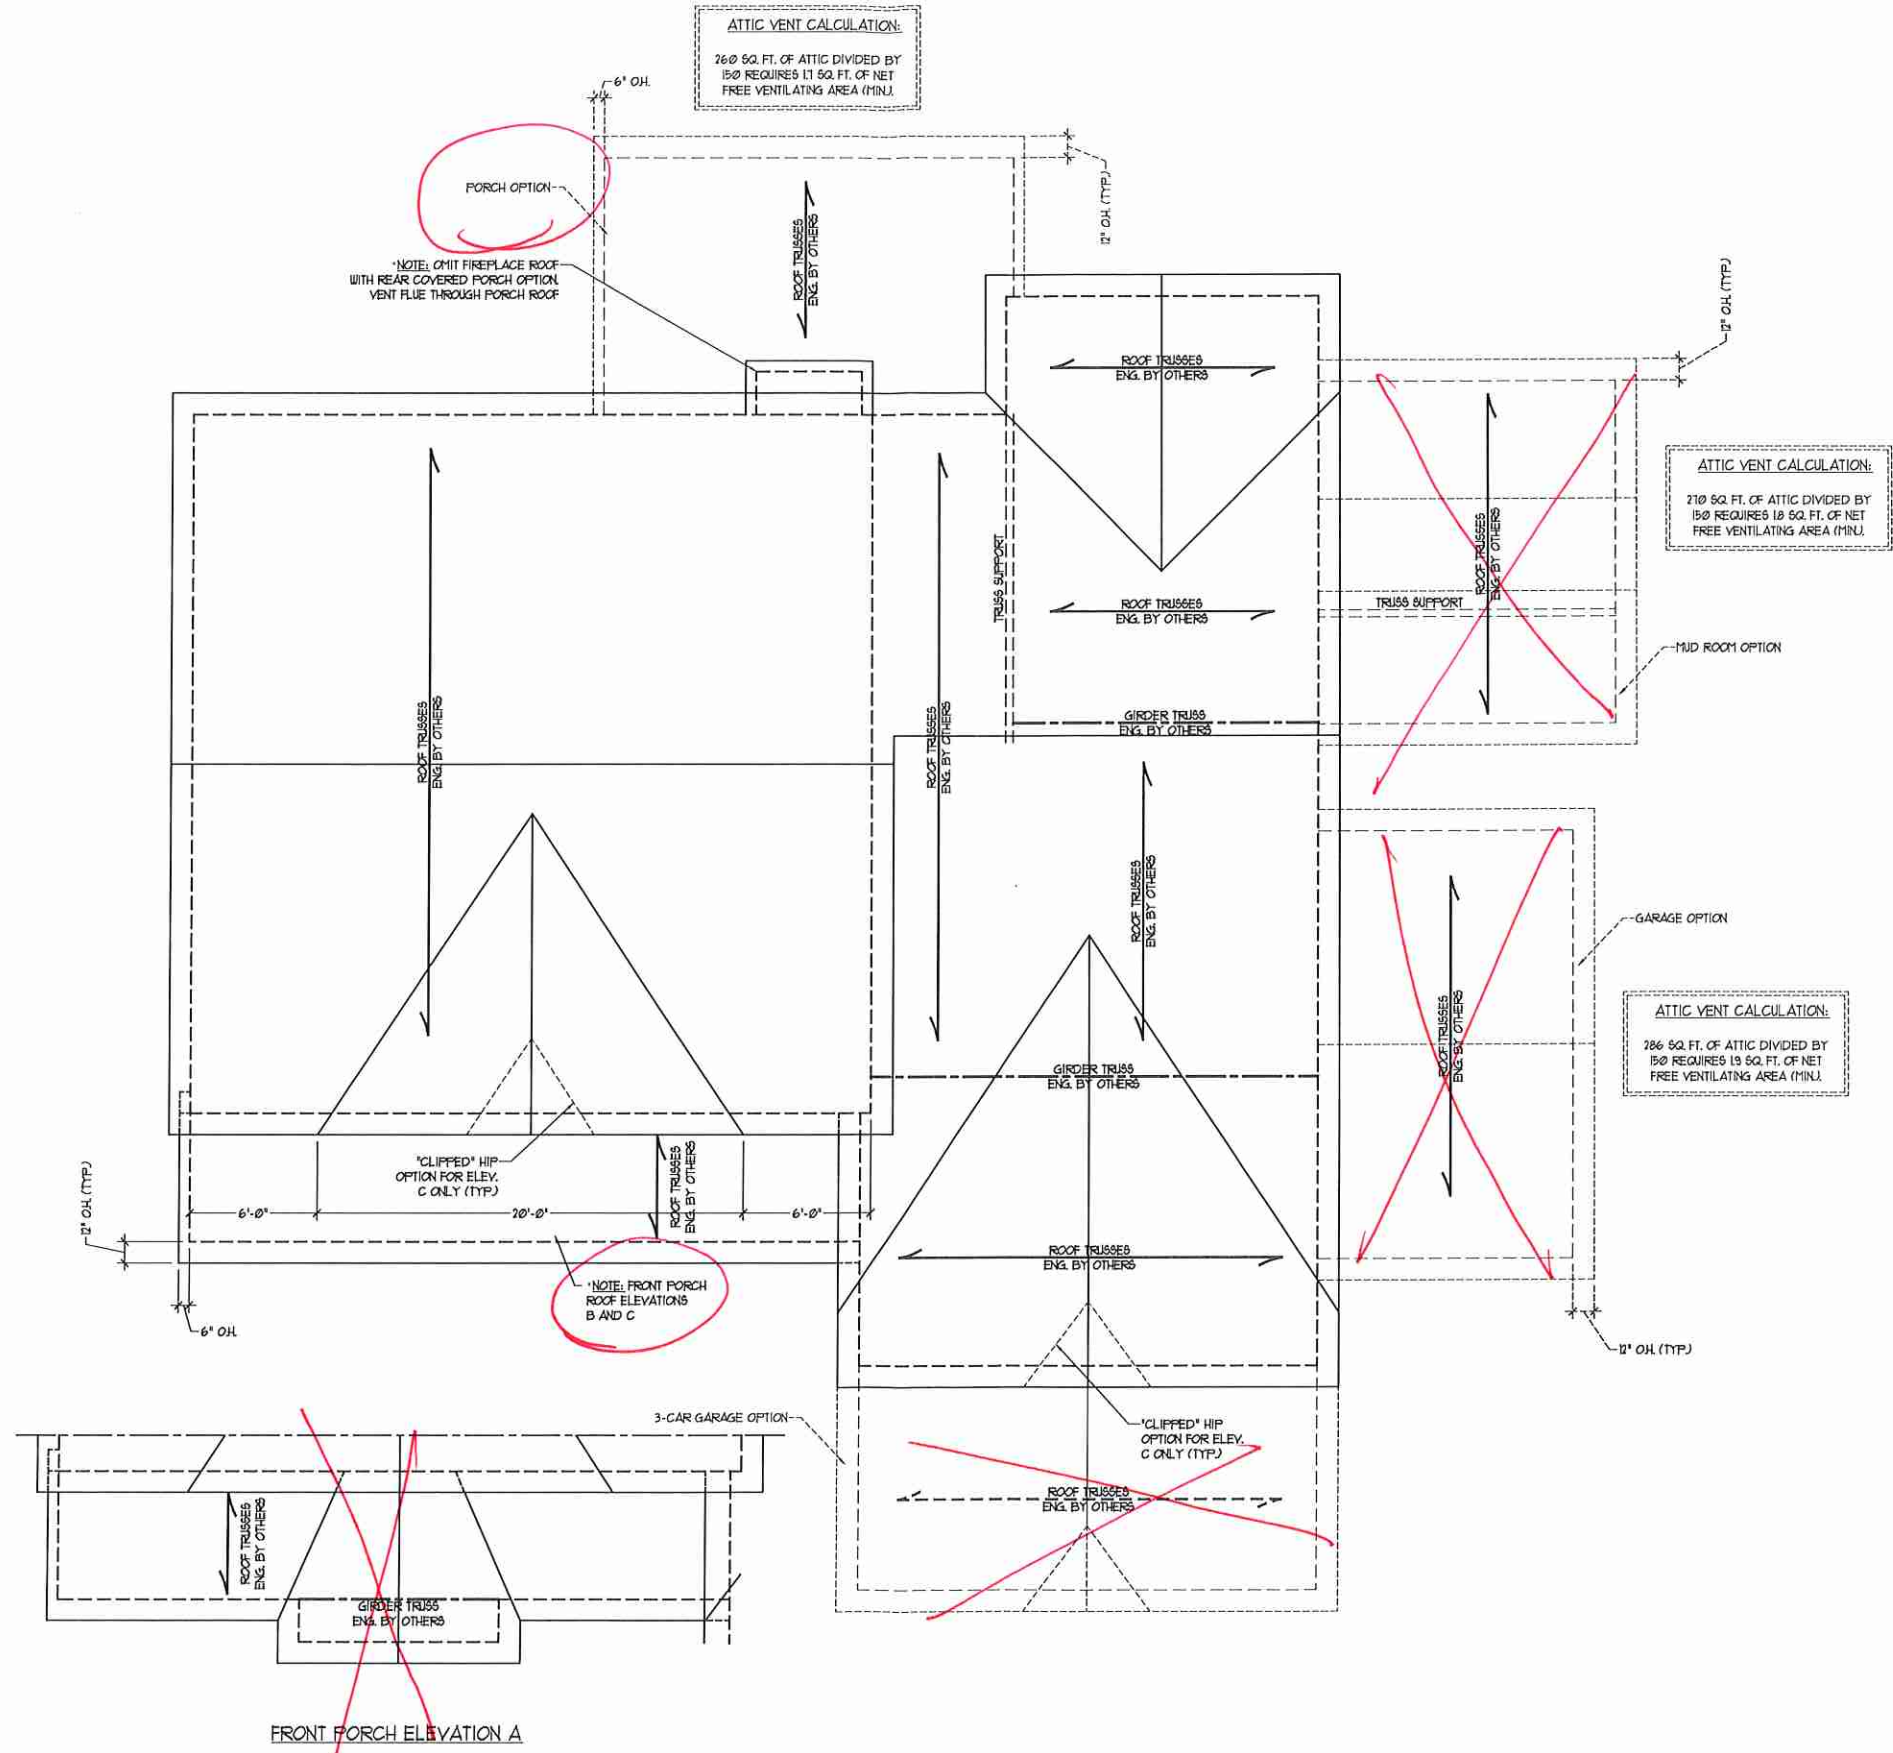 ATTIC VENT CALCULATION:
260 SQ. FT. OF ATTIC DIVIDED BY
150 REQUIRES 1.7 SQ. FT. OF NET
FREE VENTILATING AREA (MIN.).
6" O.H.
12" O.H. (TYP.)
PORCH OPTION
*NOTE: OMIT FIREPLACE ROOF
WITH REAR COVERED PORCH OPTION.
VENT FLUE THROUGH PORCH ROOF
ROOF TRUSSES
ENG. BY OTHERS
12" O.H. (TYP.)
ROOF TRUSSES
ENG. BY OTHERS
ATTIC VENT CALCULATION:
270 SQ. FT. OF ATTIC DIVIDED BY
150 REQUIRES 1.8 SQ. FT. OF NET
FREE VENTILATING AREA (MIN.).
ROOF TRUSSES
ENG. BY OTHERS
TRUSS SUPPORT
ROOF TRUSSES
ENG. BY OTHERS
TRUSS SUPPORT
MUD ROOM OPTION
ROOF TRUSSES
ENG. BY OTHERS
ROOF TRUSSES
ENG. BY OTHERS
GIRDER TRUSS
ENG. BY OTHERS
ROOF TRUSSES
ENG. BY OTHERS
GARAGE OPTION
ATTIC VENT CALCULATION:
286 SQ. FT. OF ATTIC DIVIDED BY
150 REQUIRES 1.9 SQ. FT. OF NET
FREE VENTILATING AREA (MIN.).
ROOF TRUSSES
ENG. BY OTHERS
GIRDER TRUSS
ENG. BY OTHERS
"CLIPPED" HIP
OPTION FOR ELEV.
C ONLY (TYP.)
ROOF TRUSSES
ENG. BY OTHERS
12" O.H. (TYP.)
6'-0"
20'-0"
6'-0"
ROOF TRUSSES
ENG. BY OTHERS
*NOTE: FRONT PORCH
ROOF ELEVATIONS
B AND C
6" O.H.
12" O.H. (TYP.)
3-CAR GARAGE OPTION
"CLIPPED" HIP
OPTION FOR ELEV.
C ONLY (TYP.)
ROOF TRUSSES
ENG. BY OTHERS
ROOF TRUSSES
ENG. BY OTHERS
GIRDER TRUSS
ENG. BY OTHERS
FRONT PORCH ELEVATION A